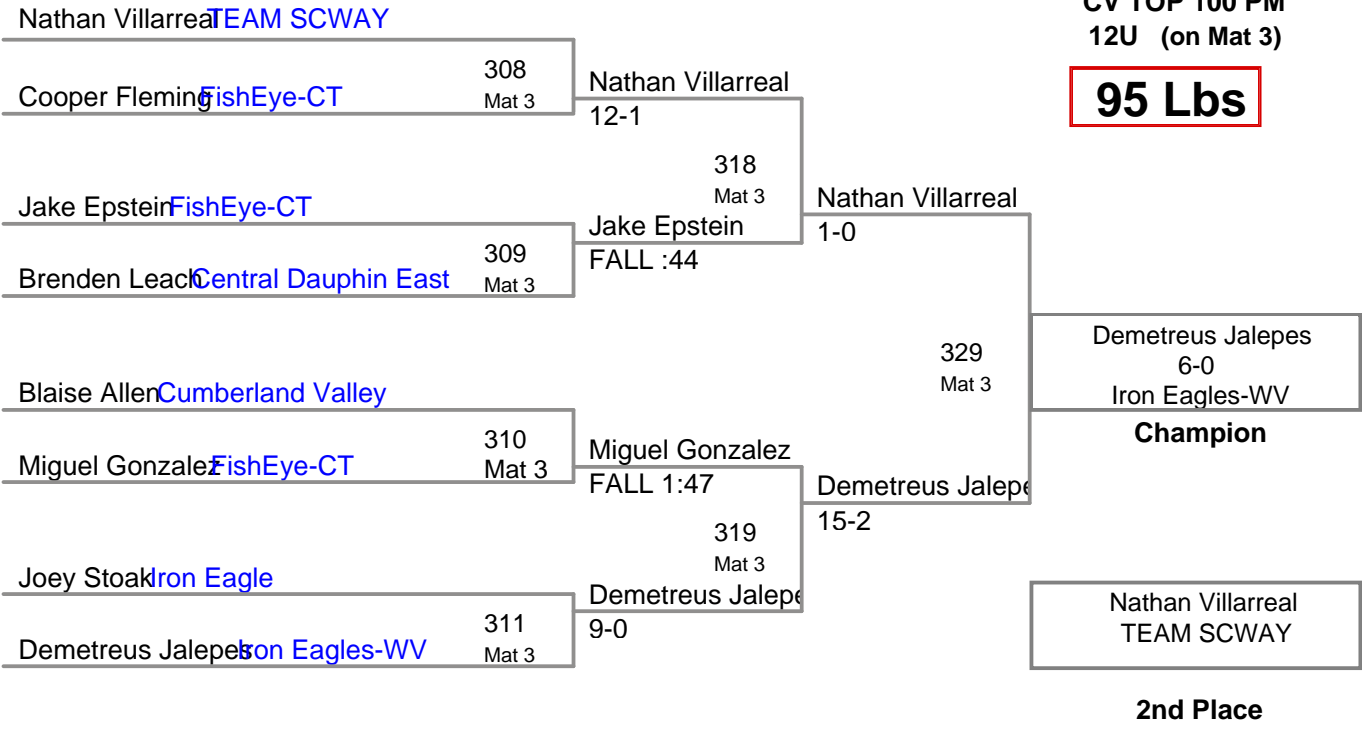 CV TOP 100 PM
12U (on Mat 3)
95 Lbs
Nathan Villarreal TEAM SCWAY
308
Mat 3
Cooper Fleming FishEye-CT
Nathan Villarreal
12-1
318
Mat 3
Jake Epstein FishEye-CT
309
Mat 3
Brenden Leach Central Dauphin East
Jake Epstein
FALL :44
Nathan Villarreal
1-0
Blaise Allen Cumberland Valley
310
Mat 3
Miguel Gonzalez FishEye-CT
Miguel Gonzalez
FALL 1:47
319
Mat 3
Joey Stoak Iron Eagle
311
Mat 3
Demetreus Jalepes Iron Eagles-WV
Demetreus Jalepe
9-0
Demetreus Jalepe
15-2
329
Mat 3
Demetreus Jalepes
6-0
Iron Eagles-WV
Champion
Nathan Villarreal
TEAM SCWAY
2nd Place